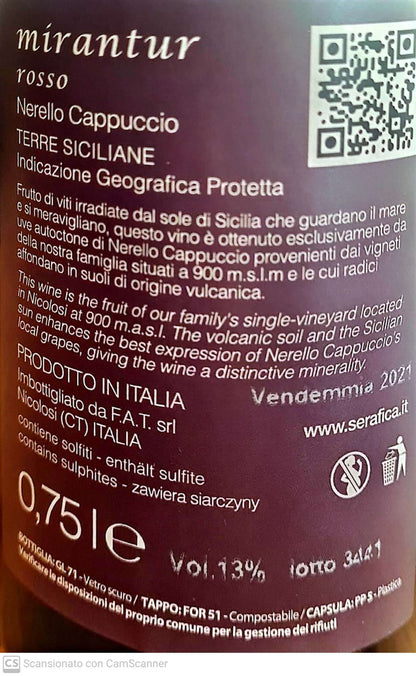 mirantur
rosso
Nerello Cappuccio
TERRE SICILIANE
Indicazione Geografica Protetta
Frutto di viti irradiate dal sole di Sicilia che guardano il mare
e si meravigliano, questo vino è ottenuto esclusivamente da
uve autoctone di Nerello Cappuccio provenienti dai vigneti
della nostra famiglia situati a 900 m.s.l.m e le cui radici
affondano in suoli di origine vulcanica.
This wine is the fruit of our family's single-vineyard located
in Nicolosi at 900 m.a.s.l. The volcanic soil and the Sicilian
sun enhances the best expression of Nerello Cappuccio's
local grapes, giving the wine a distinctive minerality.
PRODOTTO IN ITALIA
Imbottigliato da F.A.T. srl
Nicolosi (CT) ITALIA
Vendemmia 2021
www.serafica.it
contiene solfiti - enthält sulfite
contains sulphites - zawiera siarczyny
0,75 l e
Vol.13% lotto 3441
BOTTIGLIA: GL 71 - Vetro scuro / TAPPO: FOR 51 - Compostabile / CAPSULA: PP 5 - Plastica
Verificare le disposizioni del proprio comune per la gestione dei rifiuti
CS Scansionato con CamScanner